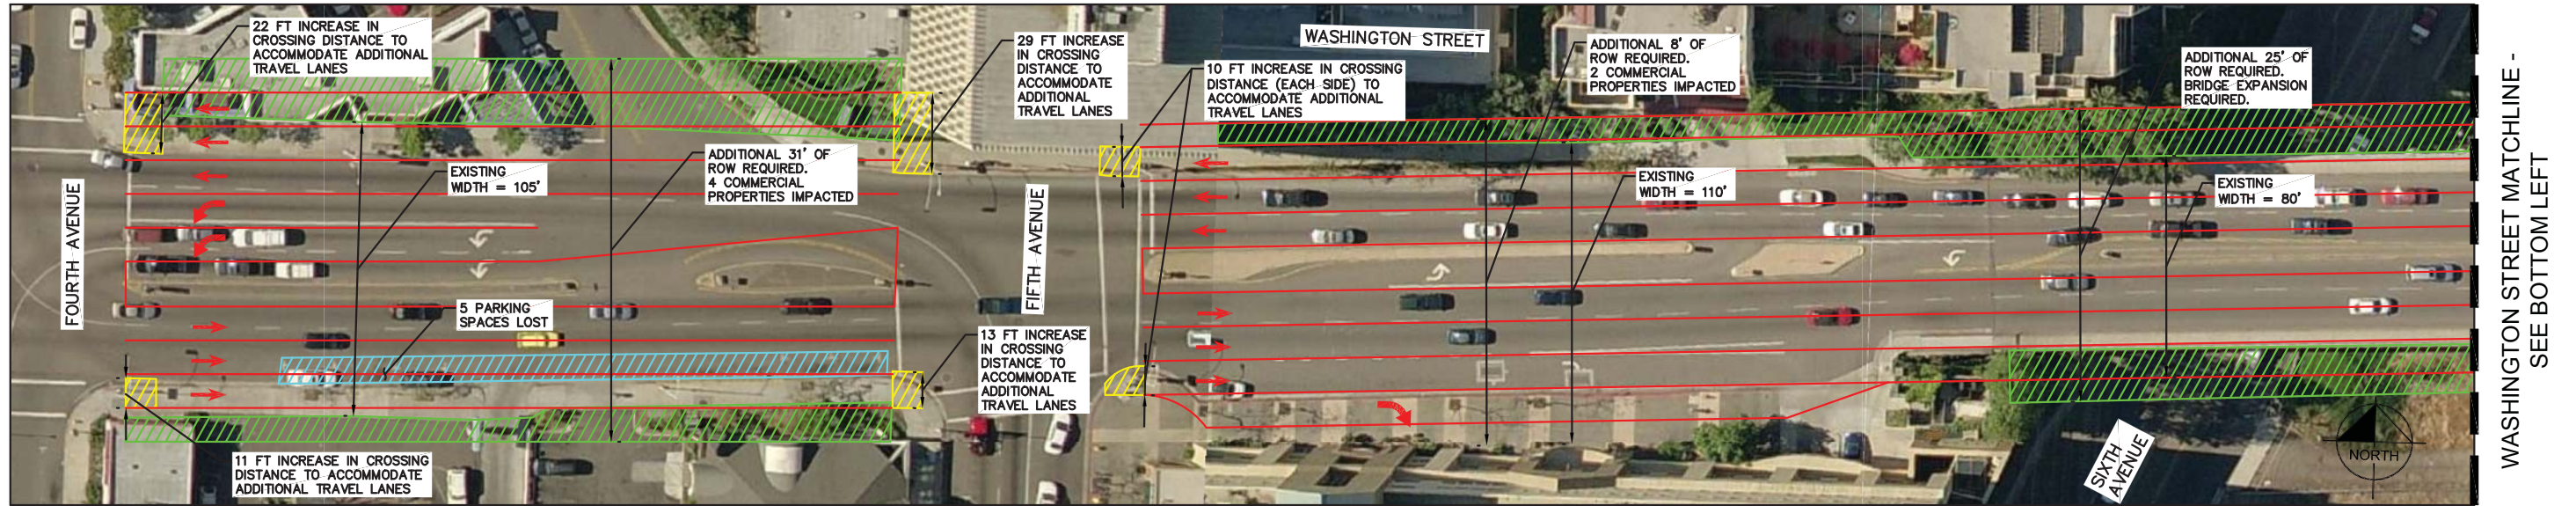 22 FT INCREASE IN
CROSSING DISTANCE TO
ACCOMMODATE ADDITIONAL
TRAVEL LANES
29 FT INCREASE
IN CROSSING
DISTANCE TO
ACCOMMODATE
ADDITIONAL
TRAVEL LANES
WASHINGTON STREET
10 FT INCREASE IN CROSSING
DISTANCE (EACH SIDE) TO
ACCOMMODATE ADDITIONAL
TRAVEL LANES
ADDITIONAL 8' OF
ROW REQUIRED.
2 COMMERCIAL
PROPERTIES IMPACTED
ADDITIONAL 25' OF
ROW REQUIRED.
BRIDGE EXPANSION
REQUIRED.
EXISTING
WIDTH = 105'
ADDITIONAL 31' OF
ROW REQUIRED.
4 COMMERCIAL
PROPERTIES IMPACTED
EXISTING
WIDTH = 110'
EXISTING
WIDTH = 80'
FOURTH AVENUE
FIFTH AVENUE
5 PARKING
SPACES LOST
13 FT INCREASE
IN CROSSING
DISTANCE TO
ACCOMMODATE
ADDITIONAL
TRAVEL LANES
11 FT INCREASE IN CROSSING
DISTANCE TO ACCOMMODATE
ADDITIONAL TRAVEL LANES
SIXTH
AVENUE
NORTH
WASHINGTON STREET MATCHLINE -
SEE BOTTOM LEFT